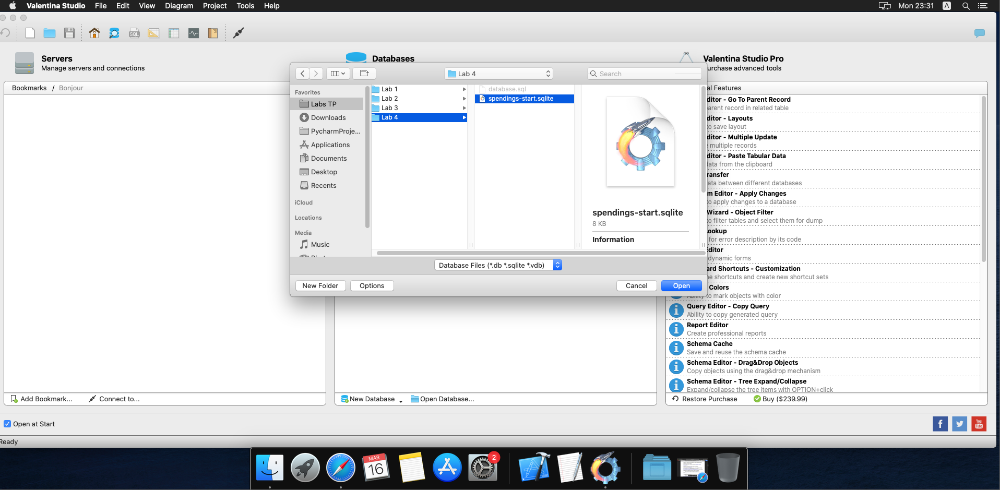 Valentina Studio File Edit View Diagram Project Tools Help Mon 23:31 A
SQL
Servers
Manage servers and connections
Bookmarks / Bonjour
Add Bookmark... Connect to...
Databases
Lab 4
Search
Favorites
Labs TP
Downloads
PycharmProje...
Applications
Documents
Desktop
Recents
iCloud
Locations
Media
Music
Lab 1
Lab 2
Lab 3
Lab 4
database.sql
spendings-start.sqlite
spendings-start.sqlite
8 KB
Information
Database Files (*.db *.sqlite *.vdb)
New Folder Options Cancel Open
New Database Open Database...
Valentina Studio Pro
urchase advanced tools
al Features
ditor - Go To Parent Record
arent record in related table
ditor - Layouts
o save layout
ditor - Multiple Update
multiple records
ditor - Paste Tabular Data
lata from the clipboard
ransfer
ata between different databases
m Editor - Apply Changes
o apply changes to a database
Wizard - Object Filter
o filter tables and select them for dump
ookup
for error description by its code
ditor
dynamic forms
ard Shortcuts - Customization
ne shortcuts and create new shortcut sets
Colors
Ability to mark objects with color
Query Editor - Copy Query
Ability to copy generated query
Report Editor
Create professional reports
Schema Cache
Save and reuse the schema cache
Schema Editor - Drag&Drop Objects
Copy objects using the drag&drop mechanism
Schema Editor - Tree Expand/Collapse
Expand/collapse the tree items with OPTION+click
Restore Purchase Buy ($239.99)
Open at Start
f
You
Tube
Ready
MAR
16
2